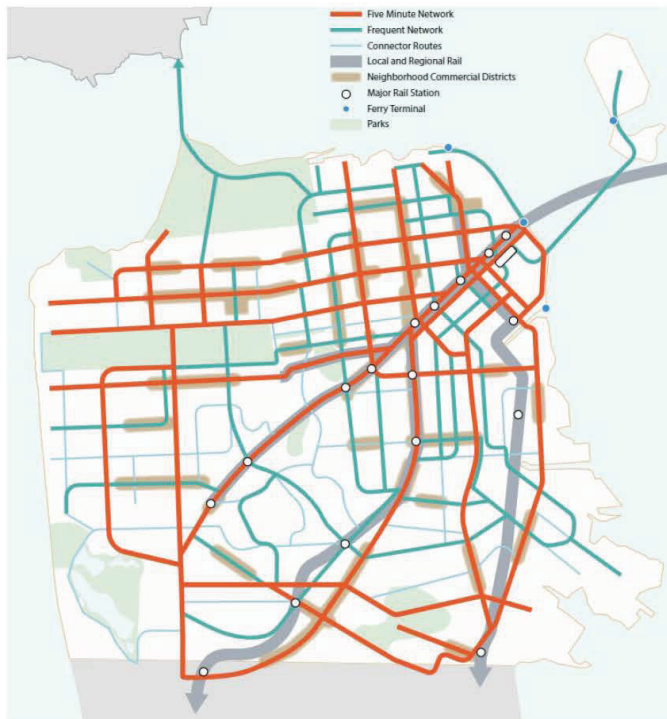 Five Minute Network
Frequent Network
Connector Routes
Local and Regional Rail
Neighborhood Commercial Districts
Major Rail Station
Ferry Terminal
Parks